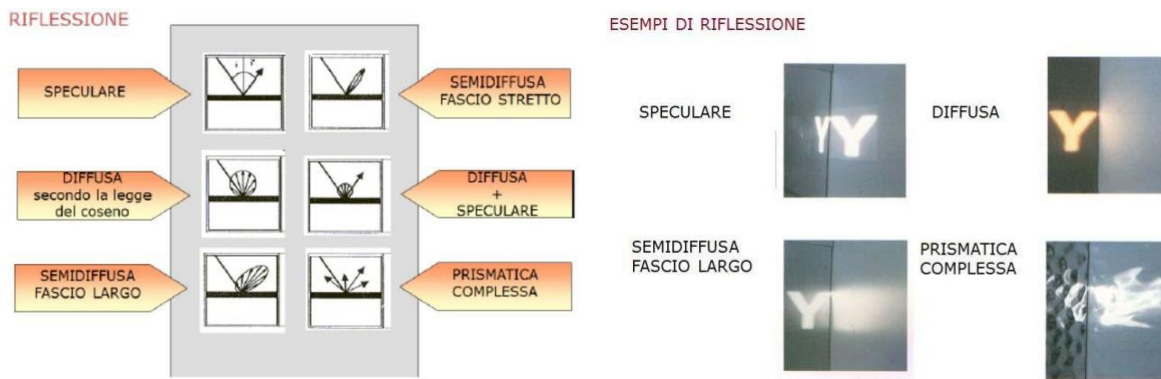 RIFLESSIONE
SPECULARE
SEMIDIFFUSA
FASCIO STRETTO
DIFFUSA
secondo la legge
del coseno
DIFFUSA
+
SPECULARE
SEMIDIFFUSA
FASCIO LARGO
PRISMATICA
COMPLESSA
ESEMPI DI RIFLESSIONE
SPECULARE
Y Y
DIFFUSA
Y
SEMIDIFFUSA
FASCIO LARGO
Y
PRISMATICA
COMPLESSA